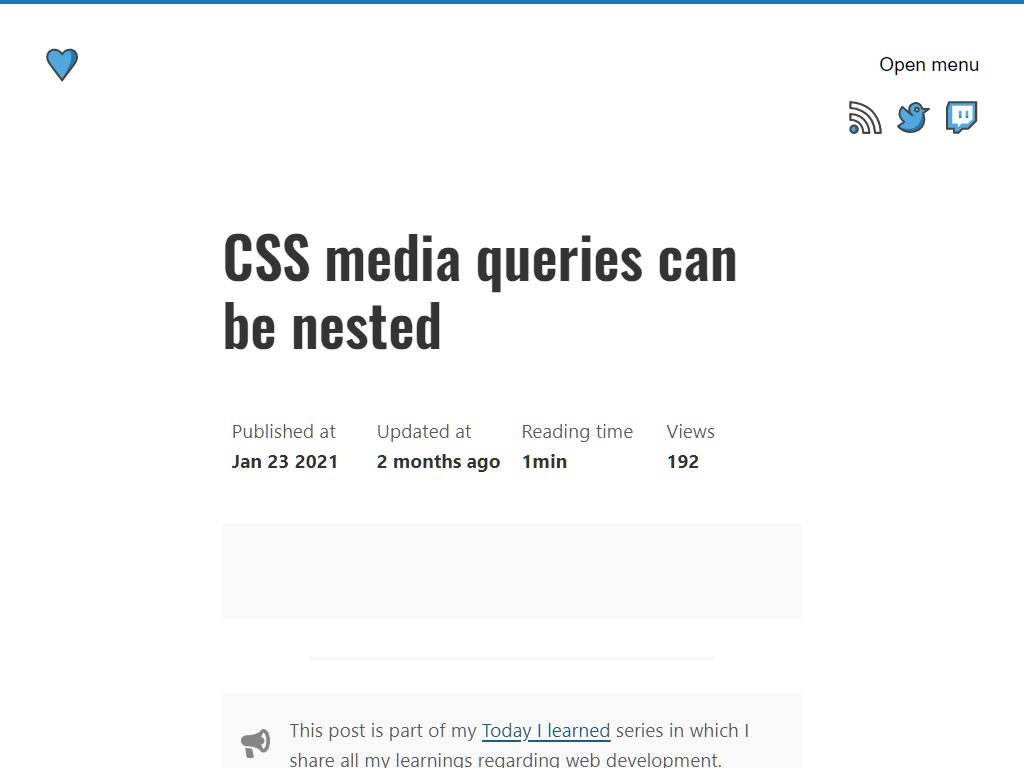 Open menu
CSS media queries can
be nested
Published at Updated at Reading time Views
Jan 23 2021 2 months ago 1min 192
This post is part of my Today I learned series in which I
share all my learnings regarding web development.